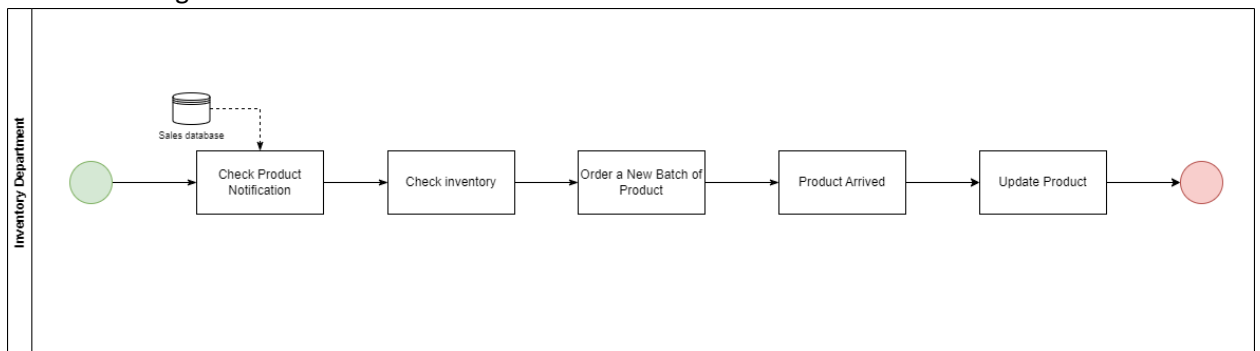 Inventory Department
Sales database
Check Product
Notification
Check inventory
Order a New Batch of
Product
Product Arrived
Update Product